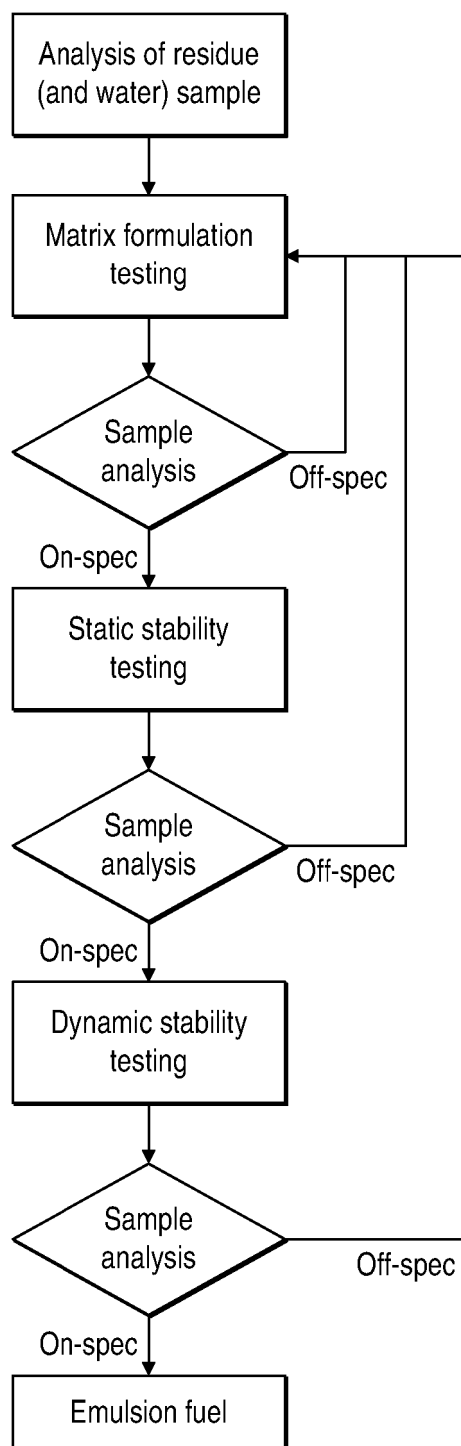 Analysis of residue
(and water) sample
Matrix formulation
testing
Sample
analysis
Off-spec
On-spec
Static stability
testing
Sample
analysis
Off-spec
On-spec
Dynamic stability
testing
Sample
analysis
Off-spec
On-spec
Emulsion fuel